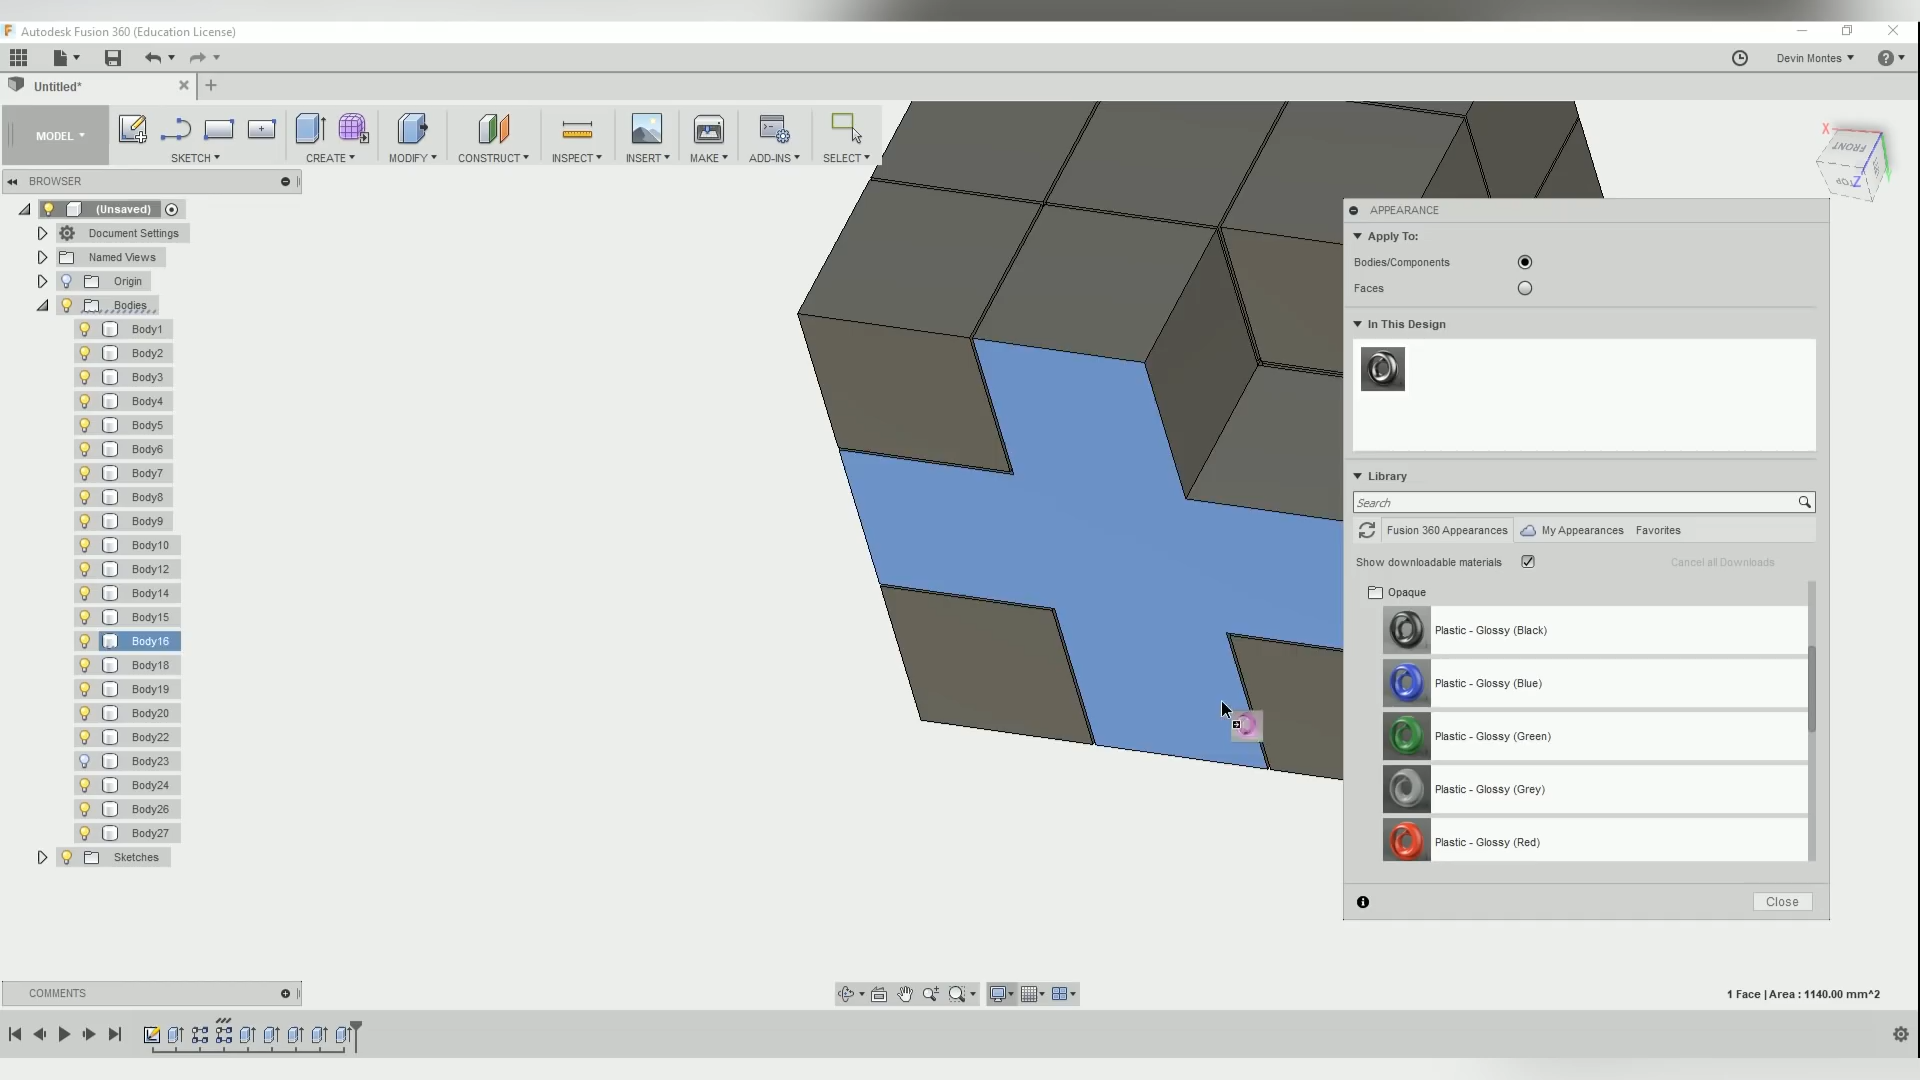 Autodesk Fusion 360 (Education License)
Devin Montes
Untitled*
MODEL
SKETCH
CREATE
MODIFY
CONSTRUCT
INSPECT
INSERT
MAKE
ADD-INS
SELECT
X
FRONT
TOP
Z
BROWSER
(Unsaved)
Document Settings
Named Views
Origin
Bodies
Body1
Body2
Body3
Body4
Body5
Body6
Body7
Body8
Body9
Body10
Body12
Body14
Body15
Body16
Body18
Body19
Body20
Body22
Body23
Body24
Body26
Body27
Sketches
APPEARANCE
Apply To:
Bodies/Components
Faces
In This Design
Library
Search
Fusion 360 Appearances
My Appearances
Favorites
Show downloadable materials
Cancel all Downloads
Opaque
Plastic - Glossy (Black)
Plastic - Glossy (Blue)
Plastic - Glossy (Green)
Plastic - Glossy (Grey)
Plastic - Glossy (Red)
Close
COMMENTS
1 Face | Area : 1140.00 mm^2